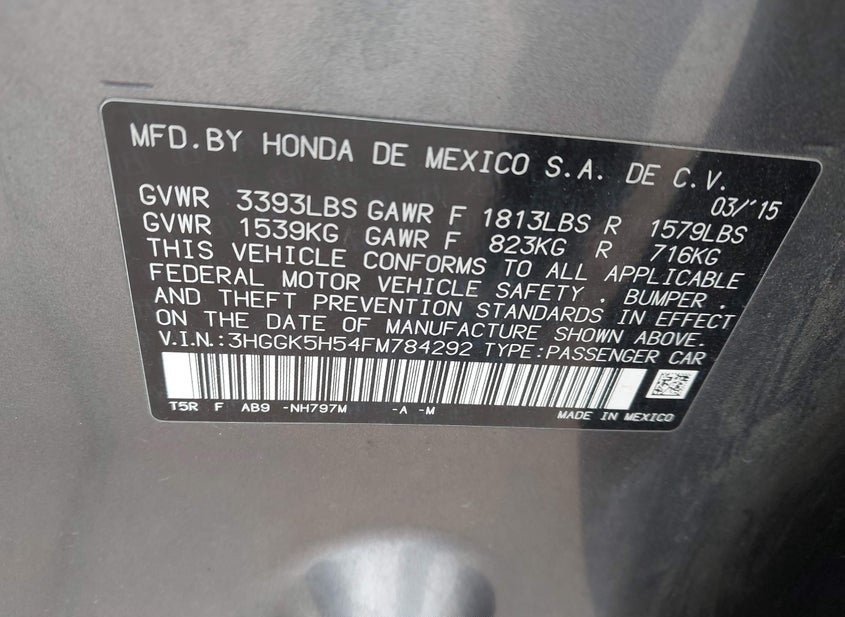 MFD.BY HONDA DE MEXICO S.A. DE C.V.
03/'15
GVWR 3393LBS GAWR F 1813LBS R 1579LBS
GVWR 1539KG GAWR F 823KG R 716KG
THIS VEHICLE CONFORMS TO ALL APPLICABLE
FEDERAL MOTOR VEHICLE SAFETY , BUMPER ,
AND THEFT PREVENTION STANDARDS IN EFFECT
ON THE DATE OF MANUFACTURE SHOWN ABOVE.
V.I.N.:3HGGK5H54FM784292 TYPE:PASSENGER CAR
T5R F AB9 -NH797M -A -M
MADE IN MEXICO